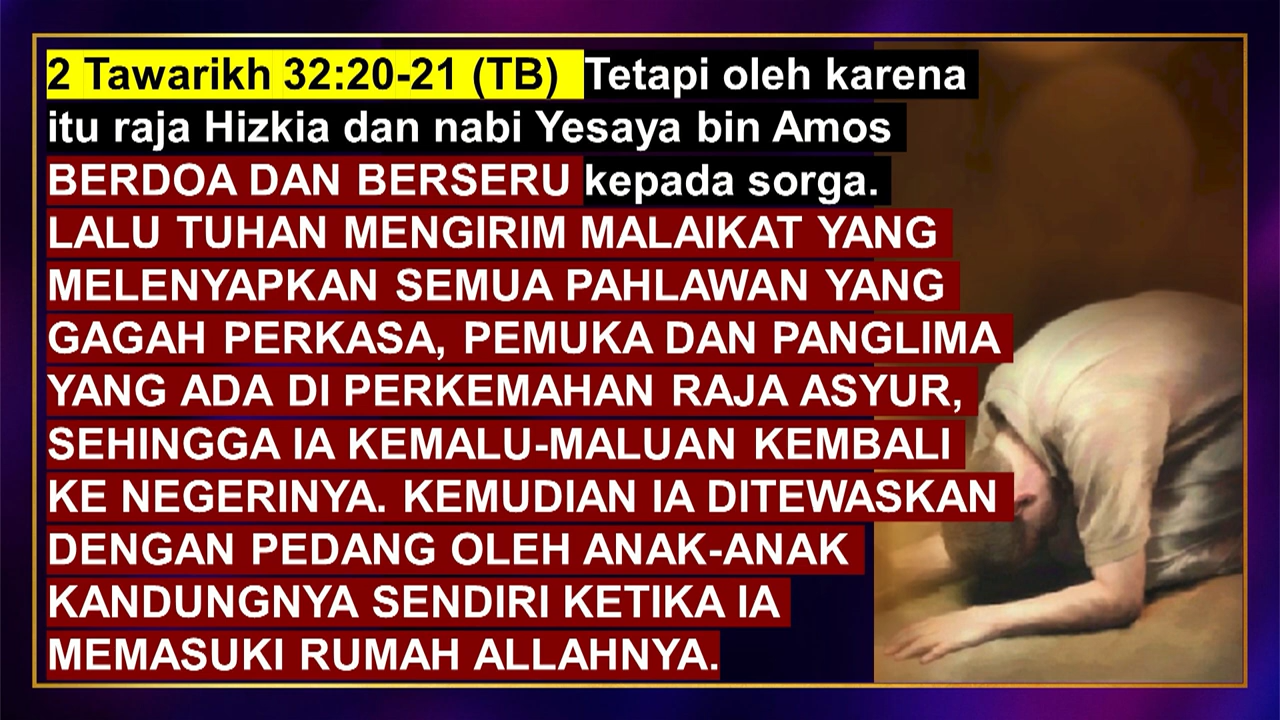 2 Tawarikh 32:20-21 (TB) Tetapi oleh karena
itu raja Hizkia dan nabi Yesaya bin Amos
BERDOA DAN BERSERU kepada sorga.
LALU TUHAN MENGIRIM MALAIKAT YANG
MELENYAPKAN SEMUA PAHLAWAN YANG
GAGAH PERKASA, PEMUKA DAN PANGLIMA
YANG ADA DI PERKEMAHAN RAJA ASYUR,
SEHINGGA IA KEMALU-MALUAN KEMBALI
KE NEGERINYA. KEMUDIAN IA DITEWASKAN
DENGAN PEDANG OLEH ANAK-ANAK
KANDUNGNYA SENDIRI KETIKA IA
MEMASUKI RUMAH ALLAHNYA.